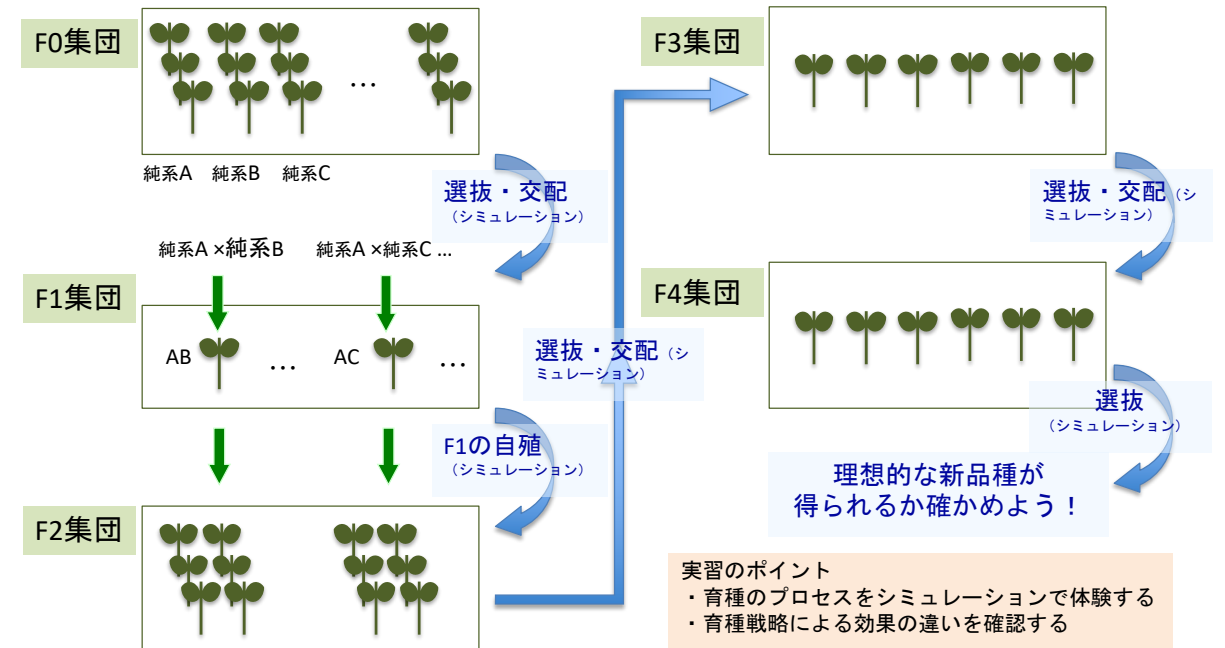 F0集団
…
純系A 純系B 純系C
選抜・交配
（シミュレーション）
純系A ×純系B 純系A ×純系C ...
F1集団
AB … AC …
F1の自殖
（シミュレーション）
F2集団
選抜・交配（シ
ミュレーション）
F3集団
選抜・交配（シ
ミュレーション）
F4集団
選抜
（シミュレーション）
理想的な新品種が
得られるか確かめよう！
実習のポイント
・育種のプロセスをシミュレーションで体験する
・育種戦略による効果の違いを確認する